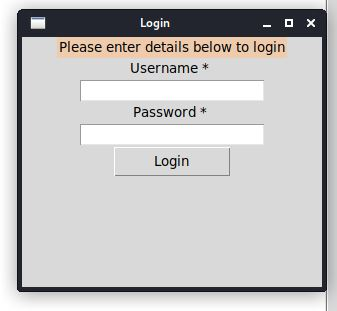 Login
Please enter details below to login
Username *
Password *
Login